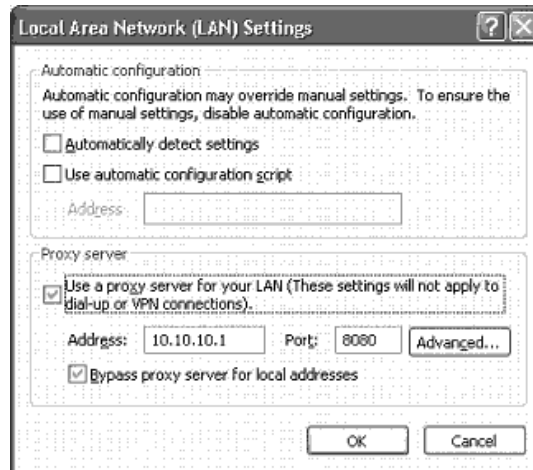 Local Area Network (LAN) Settings
Automatic configuration
Automatic configuration may override manual settings. To ensure the
use of manual settings, disable automatic configuration.
Automatically detect settings
Use automatic configuration script
Address
Proxy server
Use a proxy server for your LAN (These settings will not apply to
dial-up or VPN connections).
Address: 10.10.10.1 Port: 8080 Advanced...
Bypass proxy server for local addresses
OK Cancel